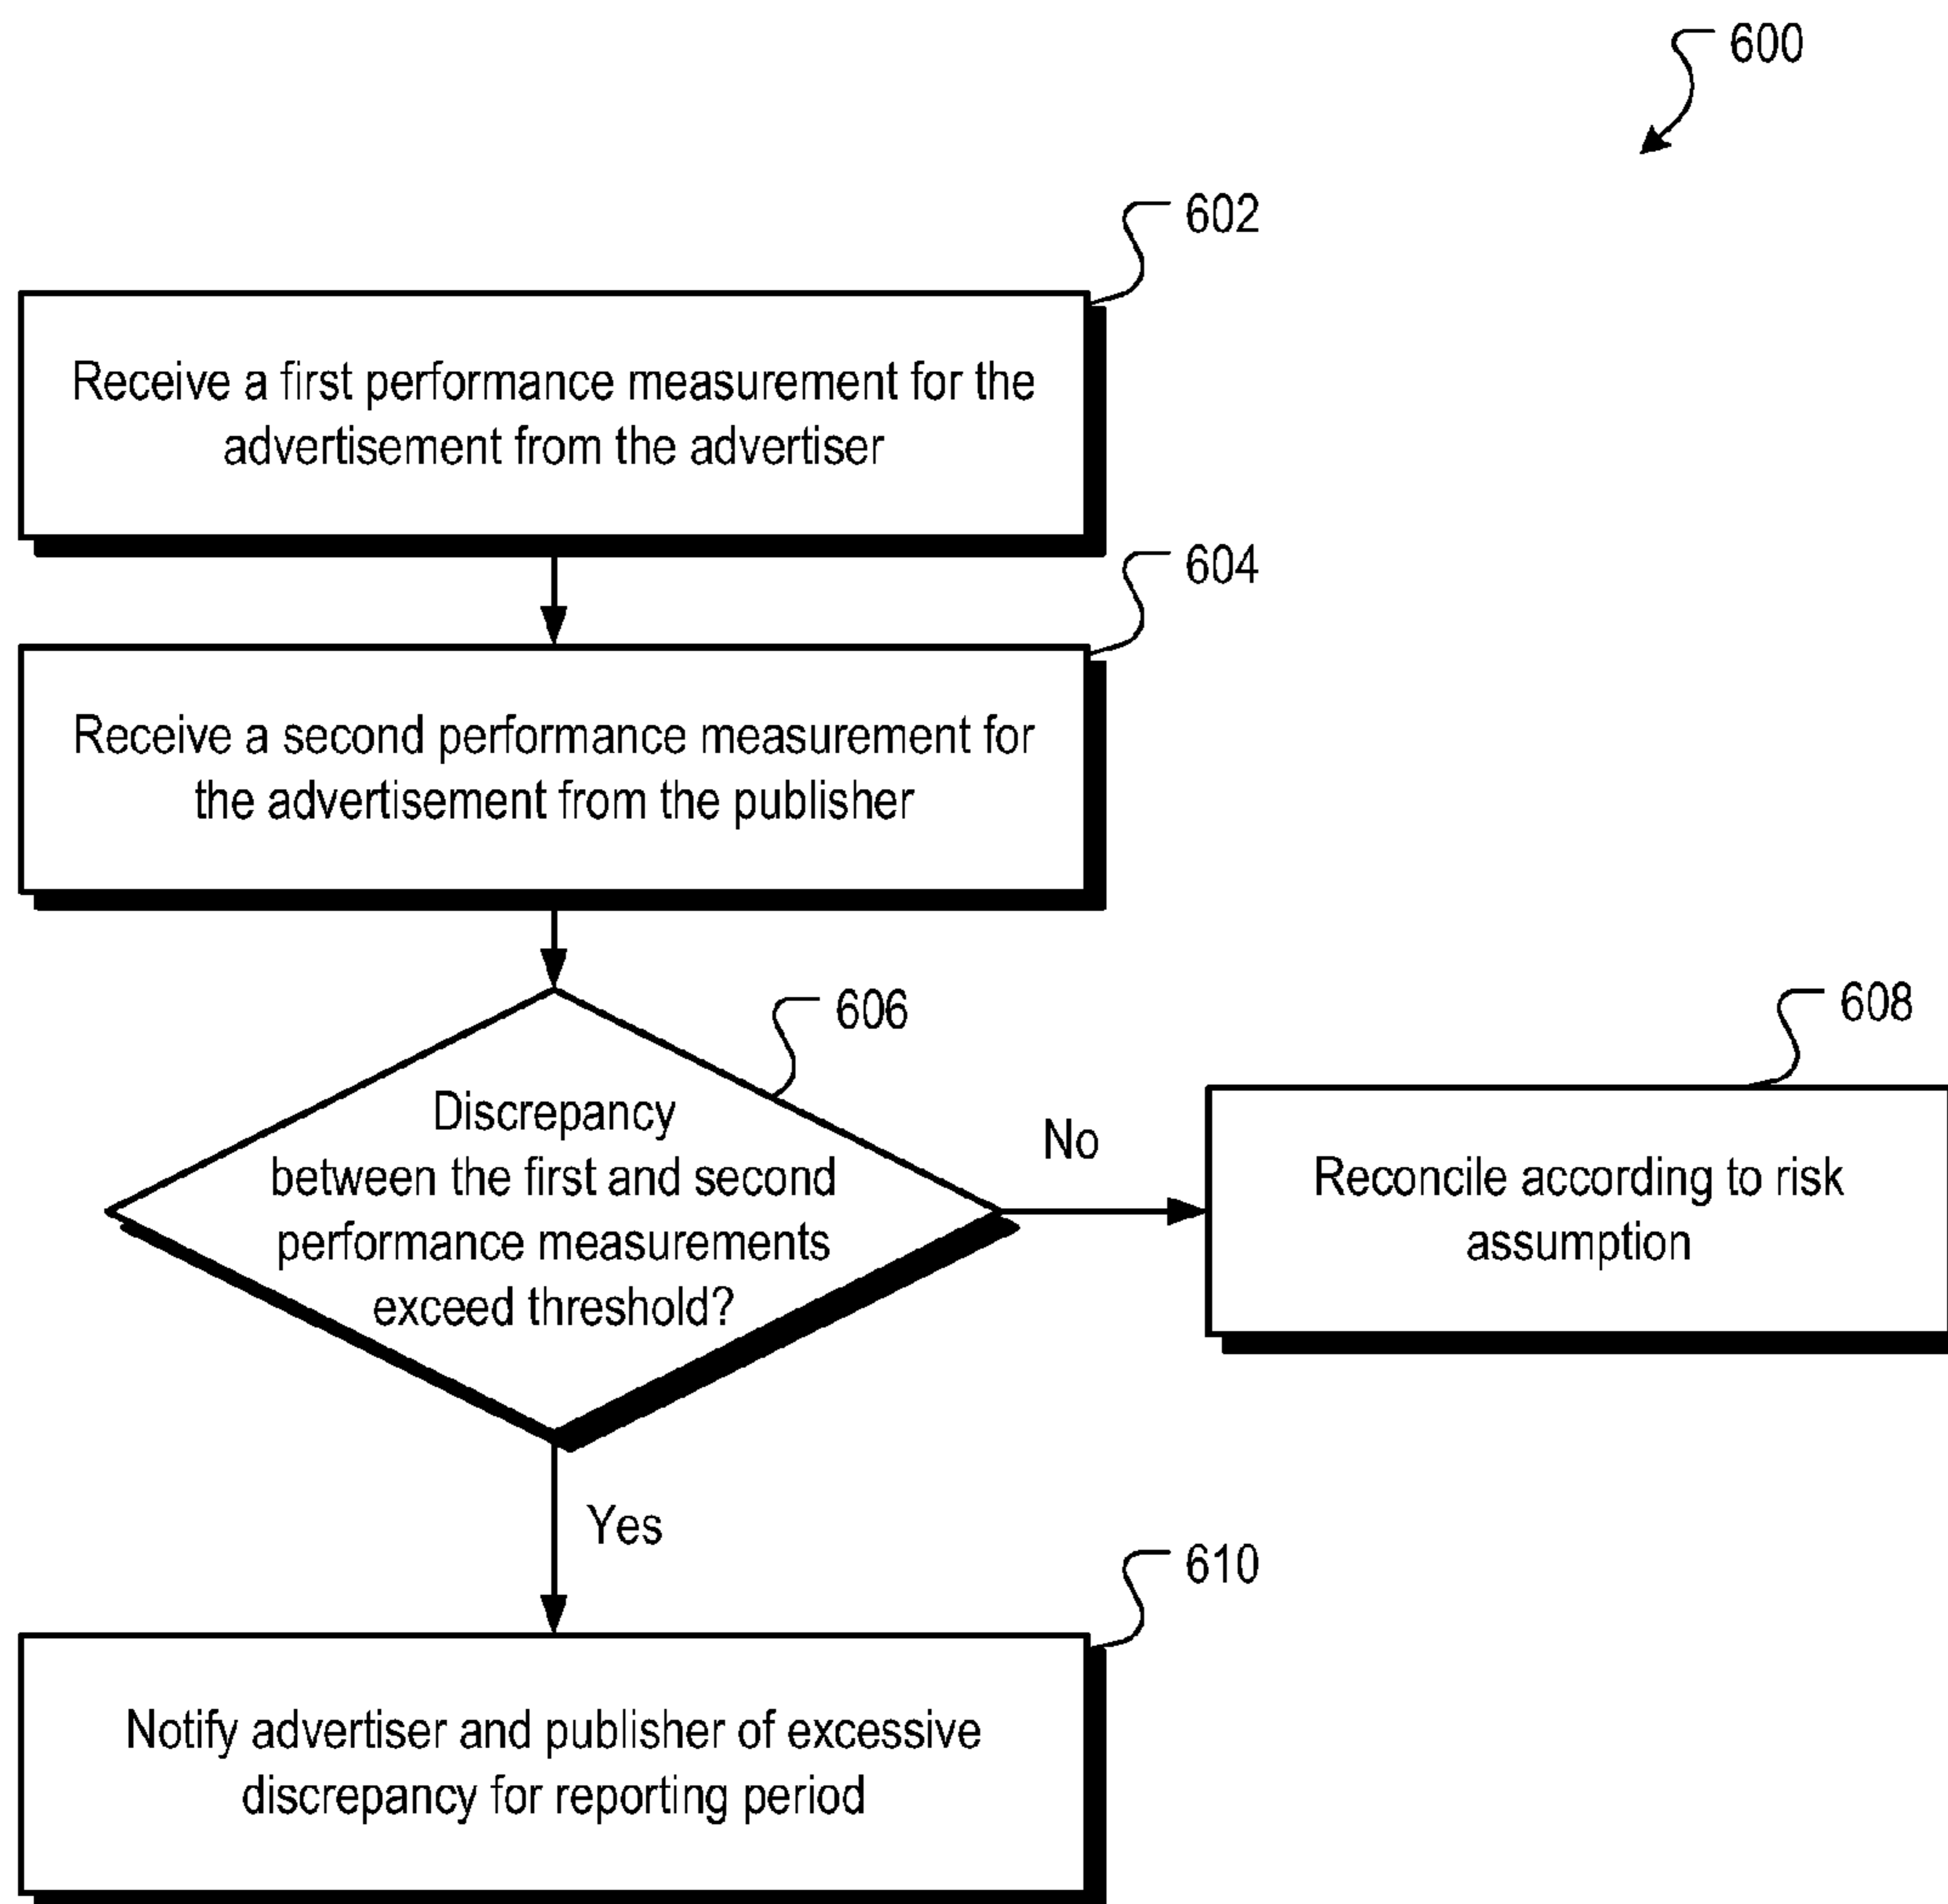 600
602
Receive a first performance measurement for the
advertisement from the advertiser
604
Receive a second performance measurement for
the advertisement from the publisher
606
Discrepancy
between the first and second
performance measurements
exceed threshold?
No
608
Reconcile according to risk
assumption
Yes
610
Notify advertiser and publisher of excessive
discrepancy for reporting period